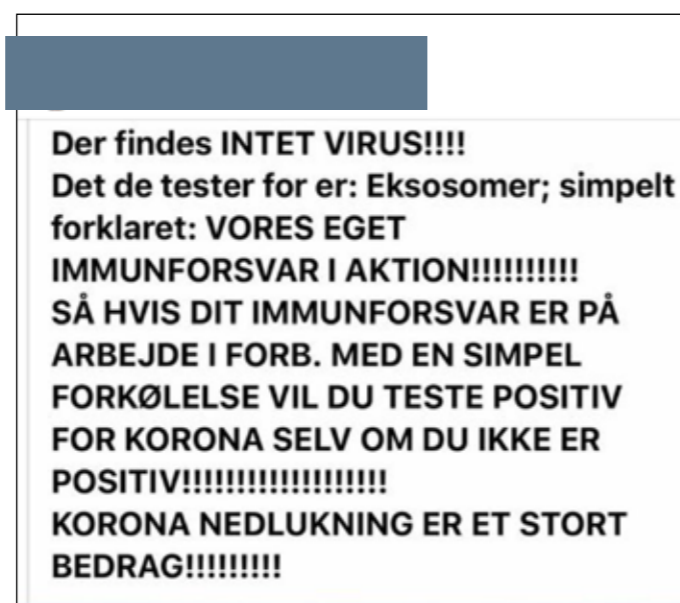 Der findes INTET VIRUS!!!!
Det de tester for er: Eksosomer; simpelt
forklaret: VORES EGET
IMMUNFORSVAR I AKTION!!!!!!!!!!
SÅ HVIS DIT IMMUNFORSVAR ER PÅ
ARBEJDE I FORB. MED EN SIMPEL
FORKØLELSE VIL DU TESTE POSITIV
FOR KORONA SELV OM DU IKKE ER
POSITIV!!!!!!!!!!!!!!!!!!!
KORONA NEDLUKNING ER ET STORT
BEDRAG!!!!!!!!!